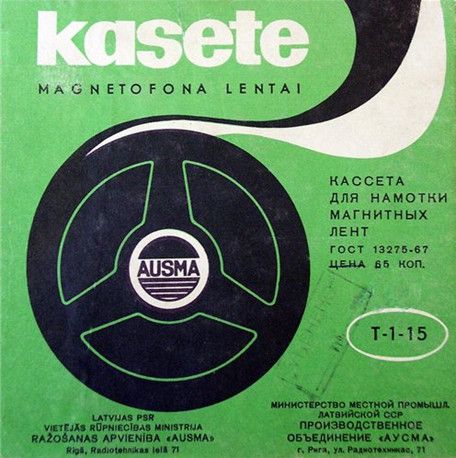 kasete
MAGNETOFONA LENTAI
КАССЕТА
ДЛЯ НАМОТКИ
МАГНИТНЫХ
ЛЕНТ
ГОСТ 13275-67
ЦЕНА 65 КОП.
AUSMA
T-1-15
LATVIJAS PSR
VIETĒJĀS RŪPNIECĪBAS MINISTRIJA
RAŽOŠANAS APVIENĪBA «AUSMA»
Rīgā, Radiotehnikas ielā 71
МИНИСТЕРСТВО МЕСТНОЙ ПРОМЫШЛ.
ЛАТВИЙСКОЙ ССР
ПРОИЗВОДСТВЕННОЕ
ОБЪЕДИНЕНИЕ «АУСМА»
г. Рига, ул. Радиотехникас, 71